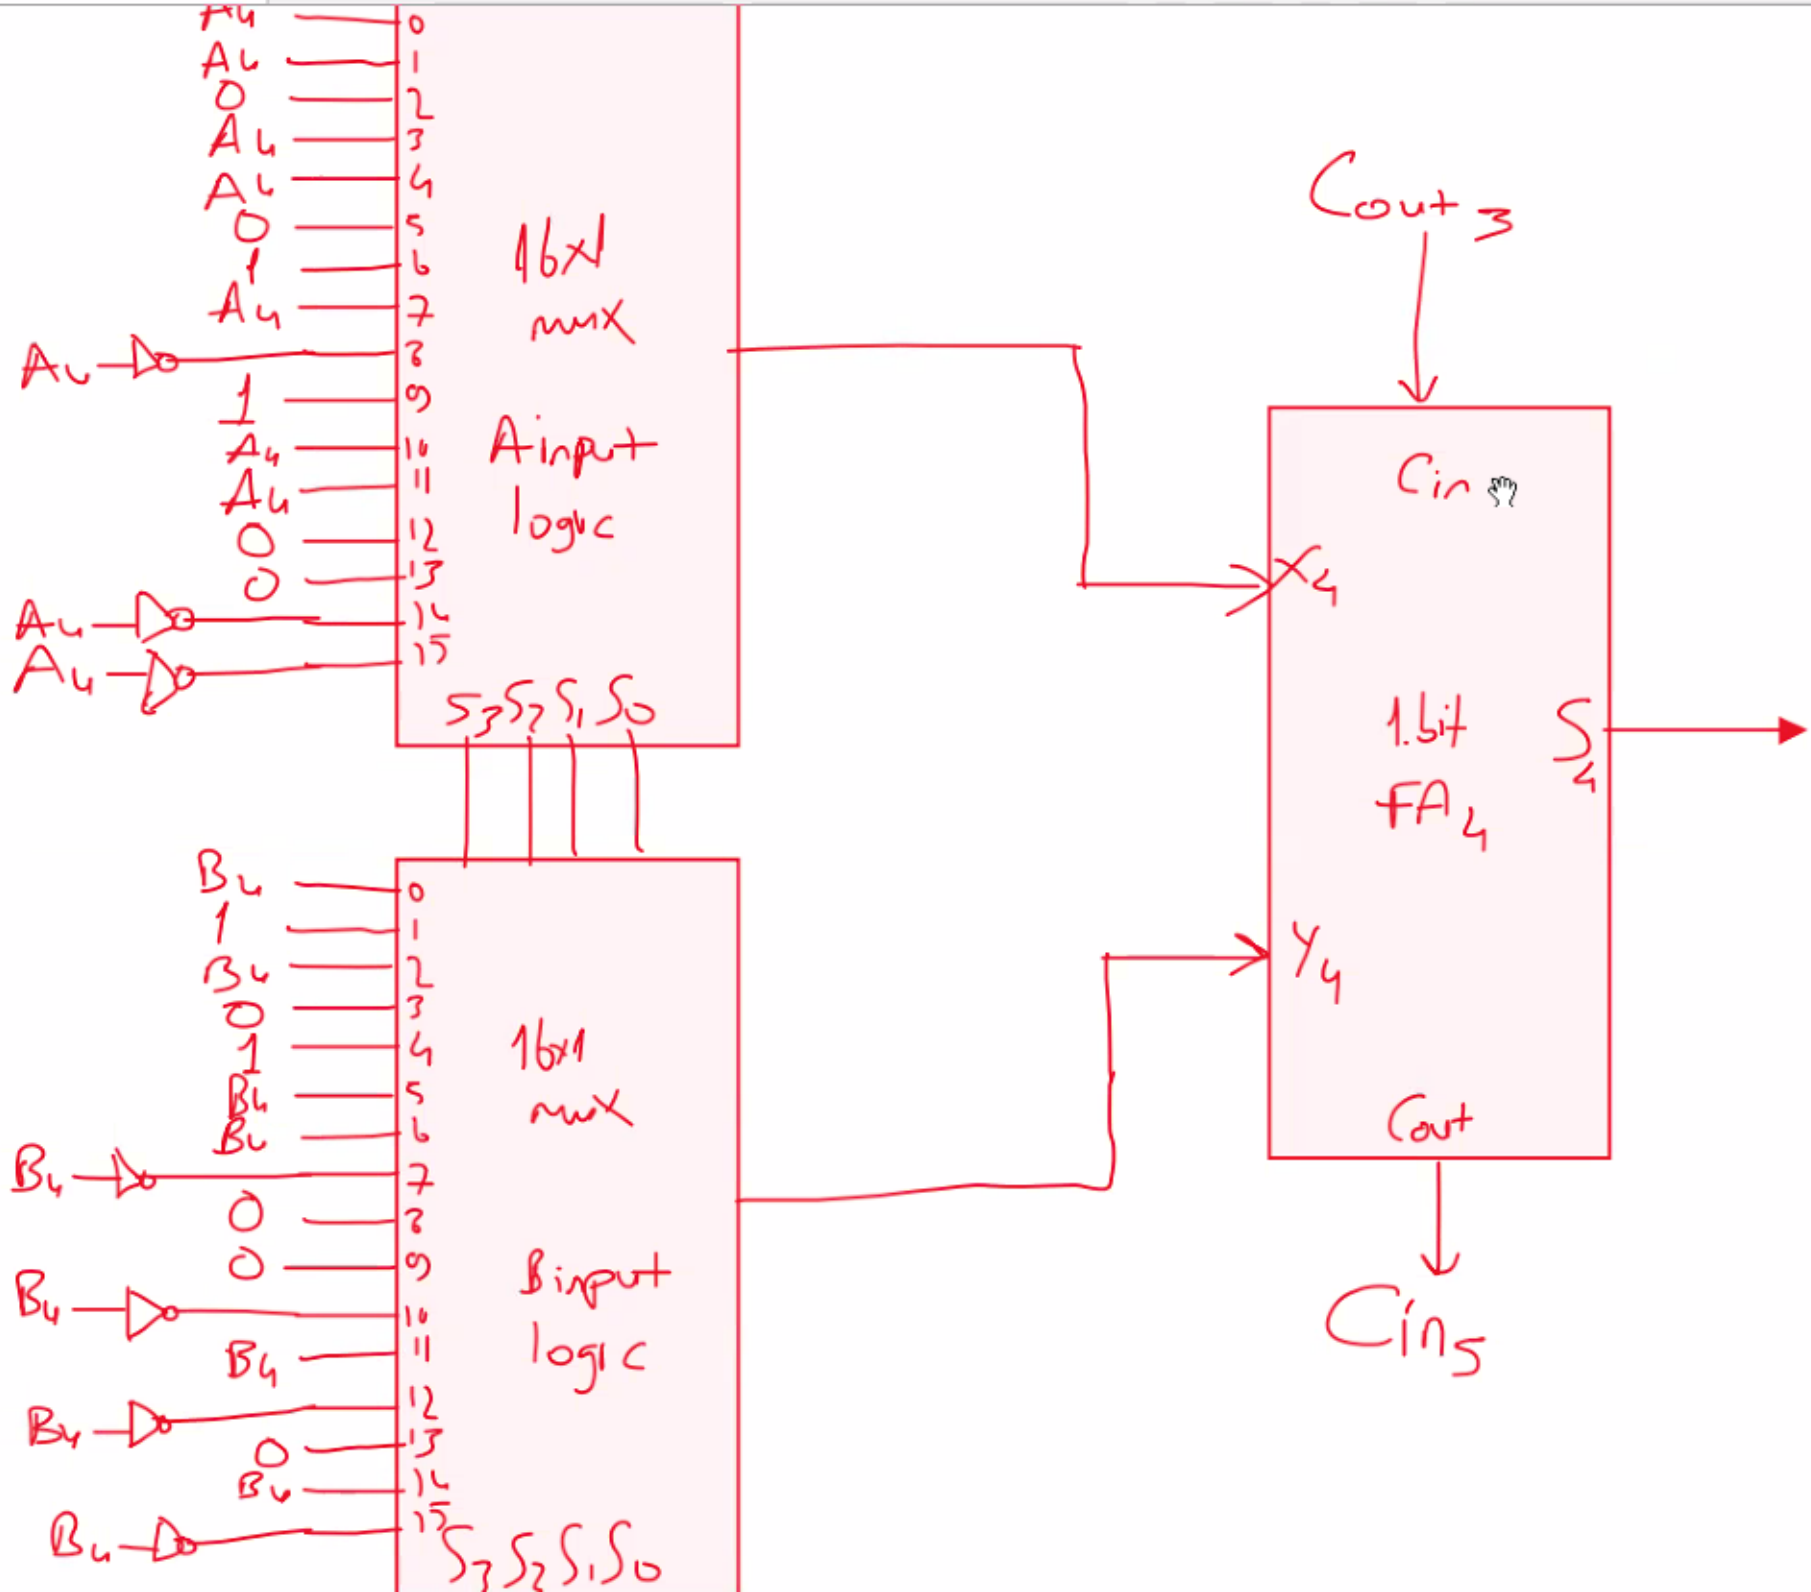 A4 0
A4 1
0 2
A4 3
A4 4
0 5
1 6
A4 7
A4 8
1 9
A4 10
A4 11
0 12
0 13
A4 14
A4 15
16x1
mux
A input
logic
S3 S2 S1 S0
B4 0
1 1
B4 2
0 3
1 4
B4 5
B4 6
B4 7
0 8
0 9
B4 10
B4 11
B4 12
0 13
B4 14
B4 15
16x1
mux
B input
logic
S3 S2 S1 S0
Cout3
Cin
X4
1.bit
FA4
S4
Y4
Cout
Cin5